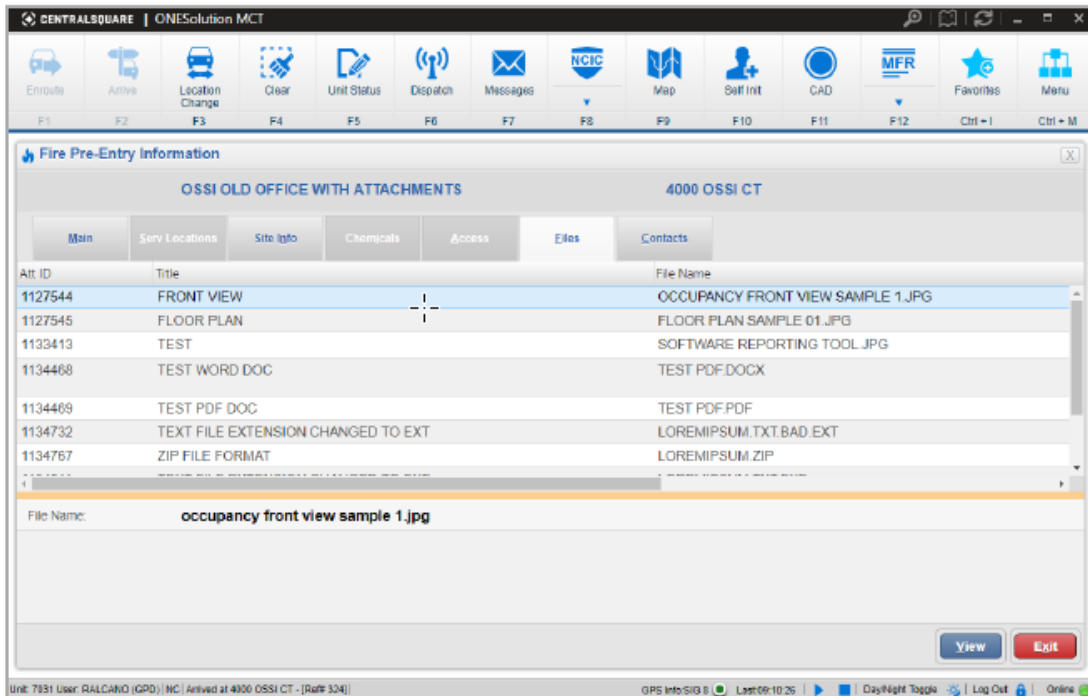 CENTRALSQUARE | ONESolution MCT
Enroute Arrive Location Change Clear Unit Status Dispatch Messages NCIC Map Self Init CAD MFR Favorites Menu
F1 F2 F3 F4 F5 F6 F7 F8 F9 F10 F11 F12 Ctrl + I Ctrl + M
Fire Pre-Entry Information X
OSSI OLD OFFICE WITH ATTACHMENTS 4000 OSSI CT
Main Serv Locations Site Info Chemicals Access Files Contacts
Att ID Title File Name
1127544 FRONT VIEW OCCUPANCY FRONT VIEW SAMPLE 1.JPG
1127545 FLOOR PLAN FLOOR PLAN SAMPLE 01.JPG
1133413 TEST SOFTWARE REPORTING TOOL.JPG
1134468 TEST WORD DOC TEST PDF.DOCX
1134469 TEST PDF DOC TEST PDF.PDF
1134732 TEXT FILE EXTENSION CHANGED TO EXT LOREMIPSUM.TXT.BAD.EXT
1134767 ZIP FILE FORMAT LOREMIPSUM.ZIP
File Name: occupancy front view sample 1.jpg
View Exit
Unit: 7031 User: RALCANO (GPD) | NC | Arrived at 4000 OSSI CT - [Ref# 324] | GPS Info:SIG 8 Last:09:10:26 Day/Night Toggle Log Out Online